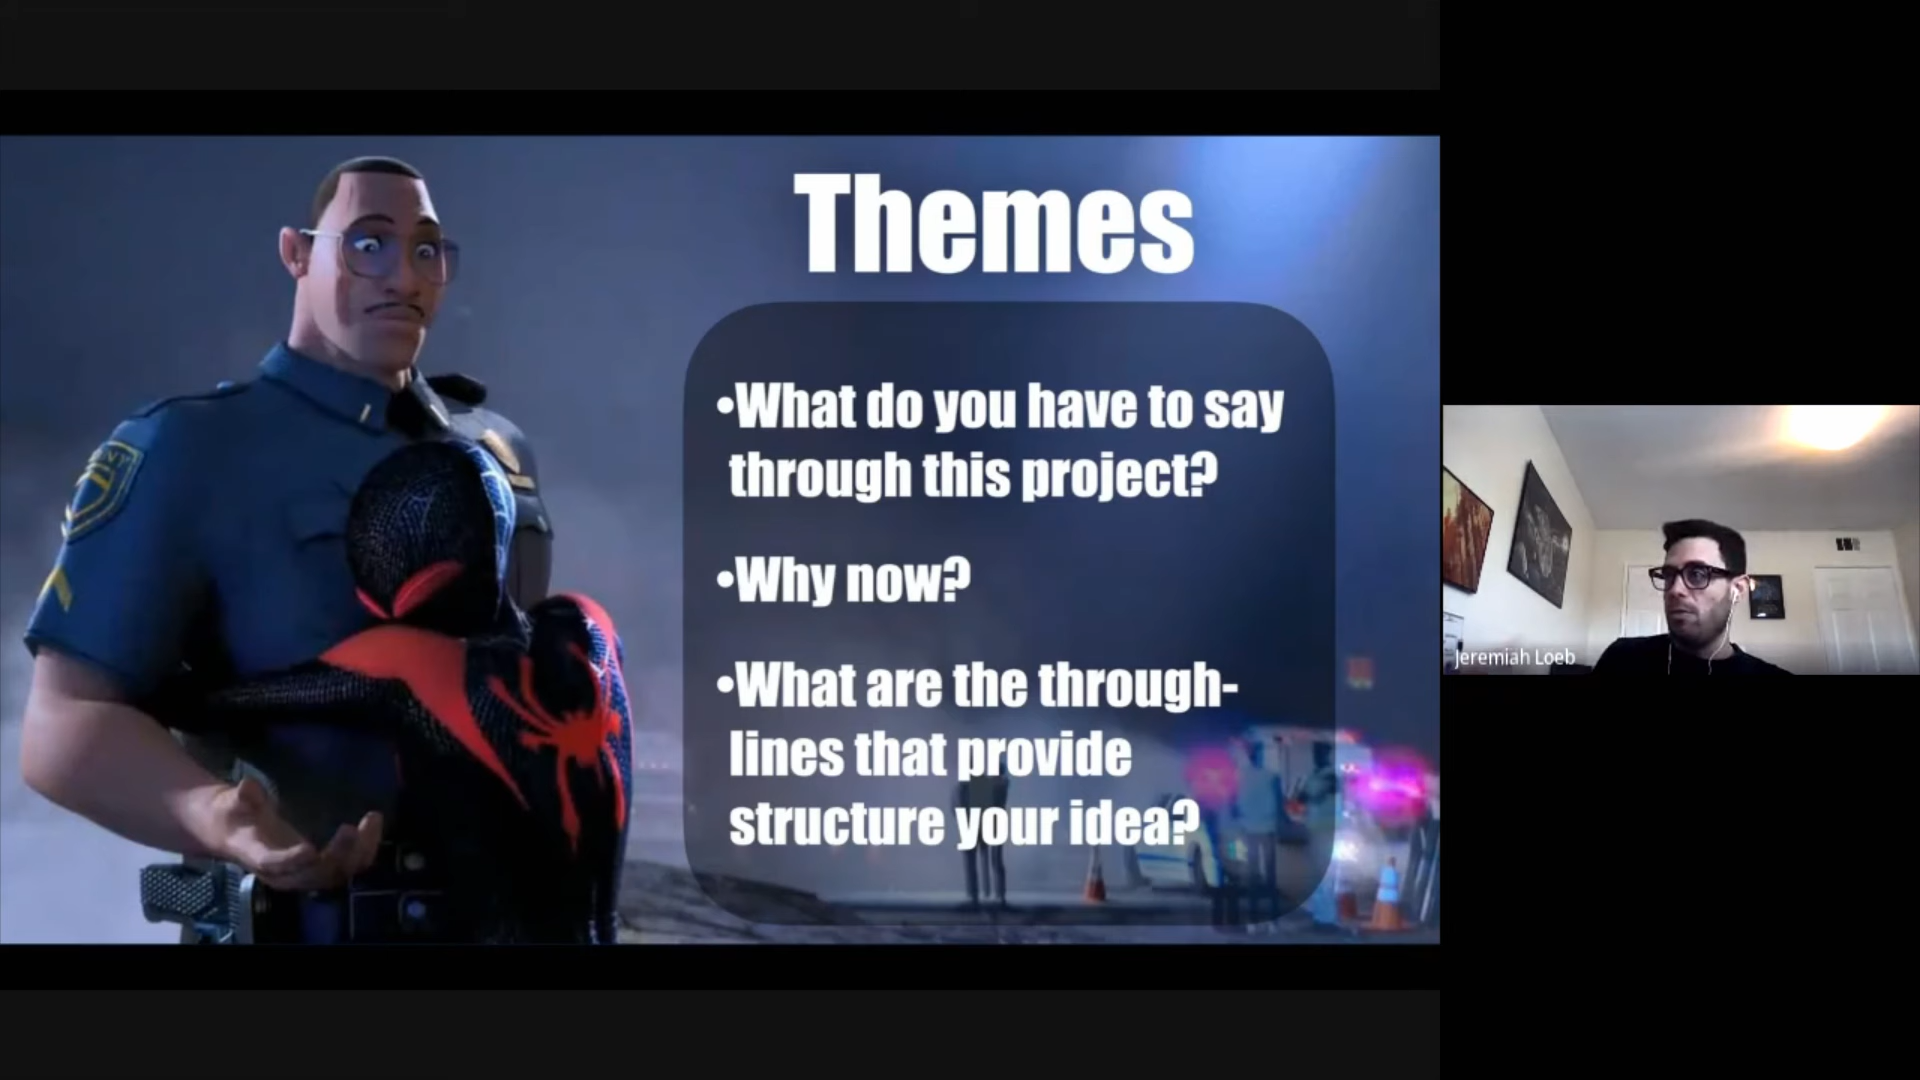 Themes
•What do you have to say
through this project?
•Why now?
•What are the through-
lines that provide
structure your idea?
Jeremiah Loeb